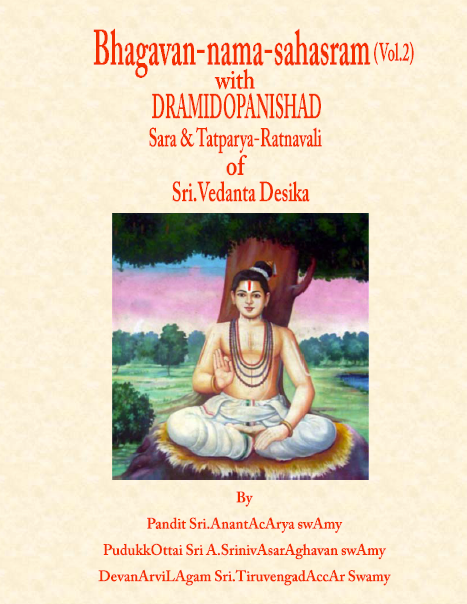 Bhagavan-nama-sahasram (Vol.2)
with
DRAMIDOPANISHAD
Sara & Tatparya-Ratnavali
of
Sri.Vedanta Desika
By
Pandit Sri.AnantAcArya swAmy
PudukkOttai Sri A.SrinivAsarAghavan swAmy
DevanArviLAgam Sri.TiruvengadAccAr Swamy